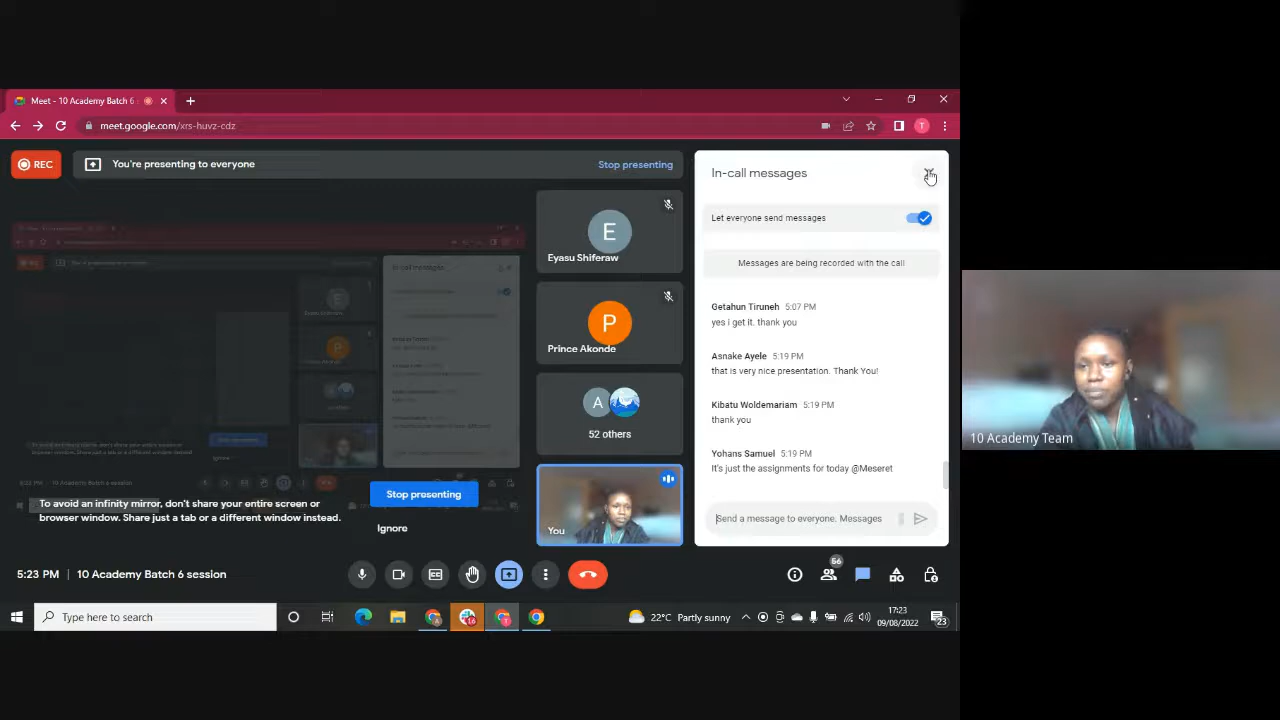 Meet - 10 Academy Batch 6
meet.google.com/xrs-huvz-cdz
T
REC
You're presenting to everyone
Stop presenting
E
Eyasu Shiferaw
P
Prince Akonde
A
52 others
You
To avoid an infinity mirror, don't share your entire screen or
browser window. Share just a tab or a different window instead.
Stop presenting
Ignore
In-call messages
Let everyone send messages
Messages are being recorded with the call
Getahun Tiruneh 5:07 PM
yes i get it. thank you
Asnake Ayele 5:19 PM
that is very nice presentation. Thank You!
Kibatu Woldemariam 5:19 PM
thank you
Yohans Samuel 5:19 PM
It's just the assignments for today @Meseret
Send a message to everyone. Messages
5:23 PM | 10 Academy Batch 6 session
56
Type here to search
22°C Partly sunny
17:23
09/08/2022
23
10 Academy Team